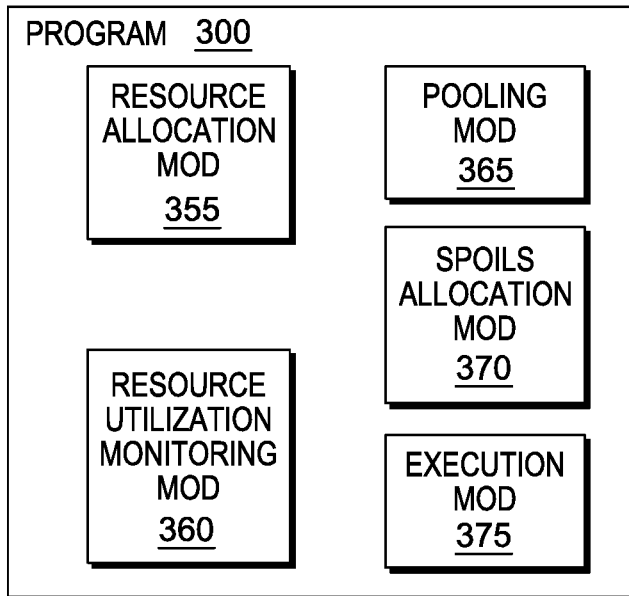 PROGRAM 300
RESOURCE
ALLOCATION
MOD
355
RESOURCE
UTILIZATION
MONITORING
MOD
360
POOLING
MOD
365
SPOILS
ALLOCATION
MOD
370
EXECUTION
MOD
375